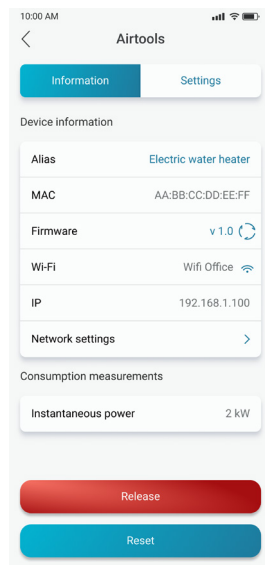 10:00 AM
Airtools
Information Settings
Device information
Alias Electric water heater
MAC AA:BB:CC:DD:EE:FF
Firmware v 1.0
Wi-Fi Wifi Office
IP 192.168.1.100
Network settings
Consumption measurements
Instantaneous power 2 kW
Release
Reset